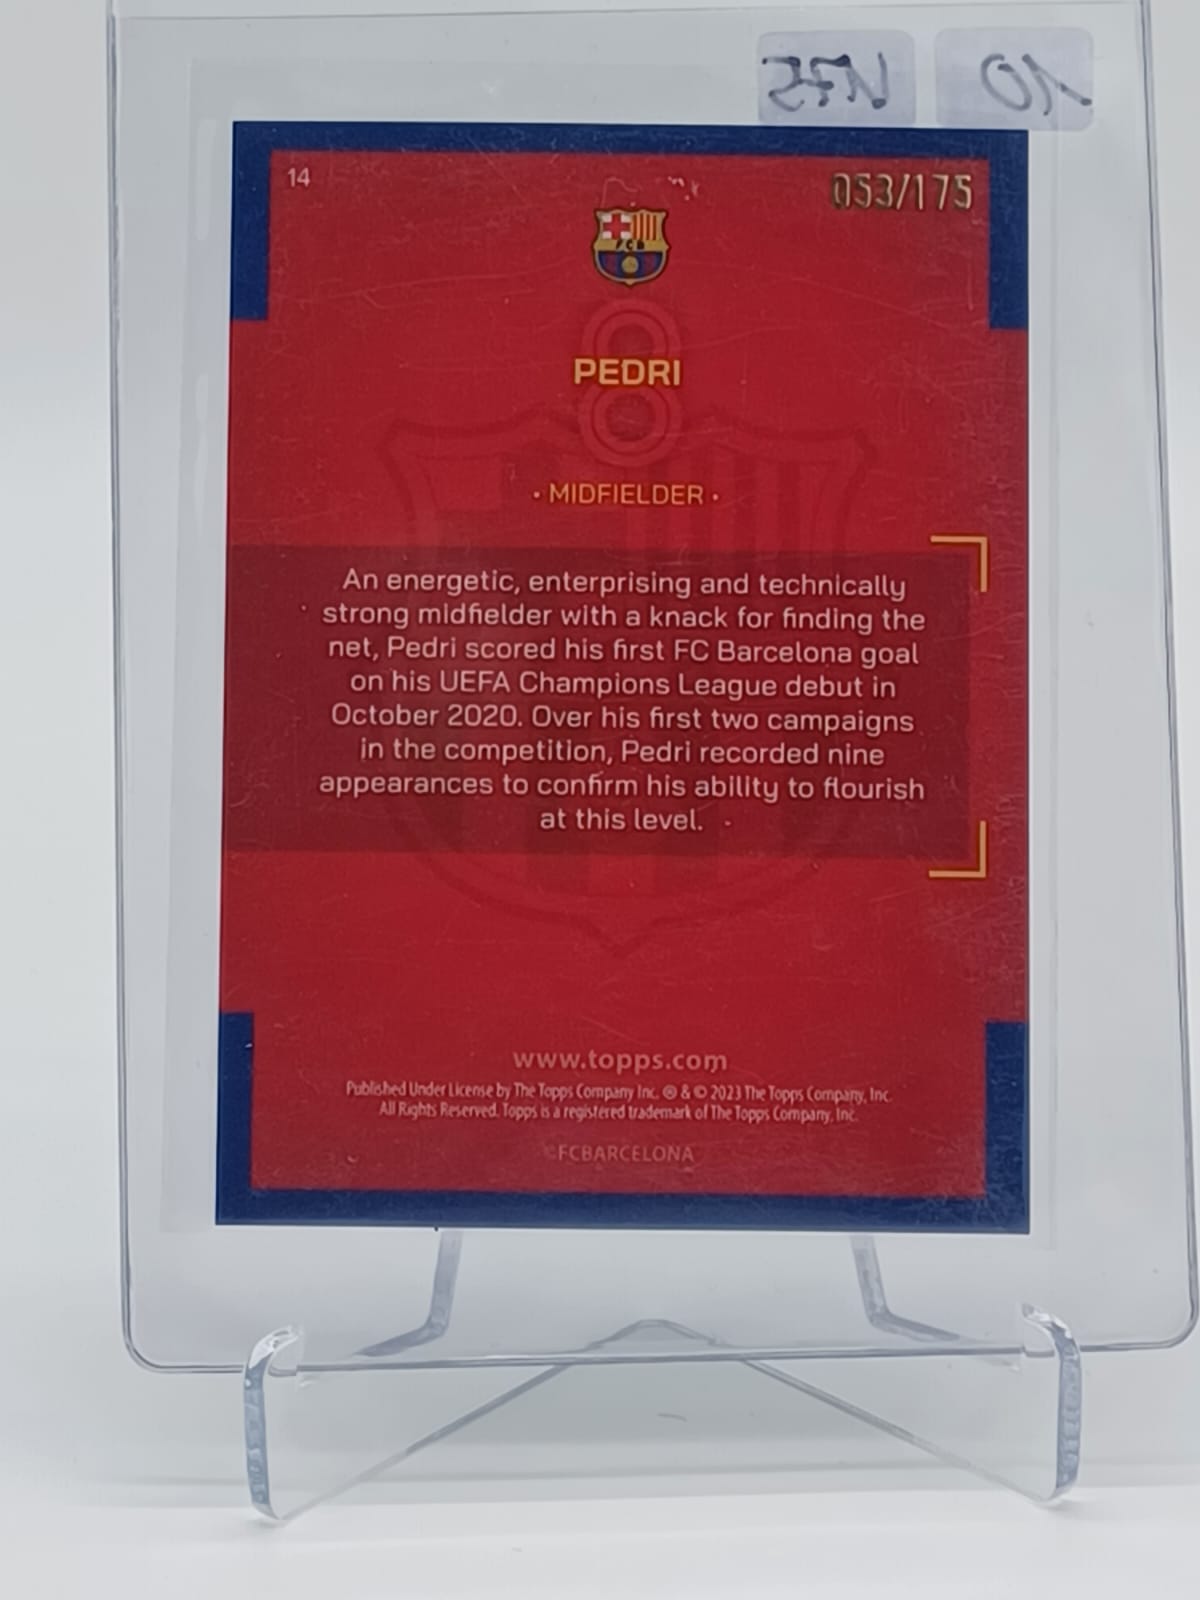 175 10
14
053/175
FCB
8
PEDRI
· MIDFIELDER ·
An energetic, enterprising and technically
strong midfielder with a knack for finding the
net, Pedri scored his first FC Barcelona goal
on his UEFA Champions League debut in
October 2020. Over his first two campaigns
in the competition, Pedri recorded nine
appearances to confirm his ability to flourish
at this level.
www.topps.com
Published Under License by The Topps Company Inc. ® & © 2023 The Topps Company, Inc.
All Rights Reserved. Topps is a registered trademark of The Topps Company, Inc.
©FCBARCELONA